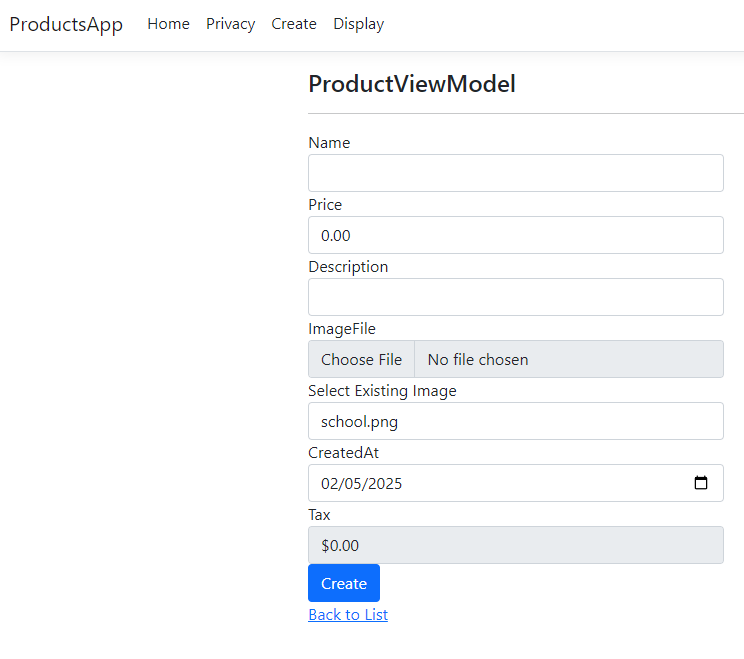 ProductsApp Home Privacy Create Display
ProductViewModel
Name
Price
0.00
Description
ImageFile
Choose File No file chosen
Select Existing Image
school.png
CreatedAt
02/05/2025
Tax
$0.00
Create
Back to List